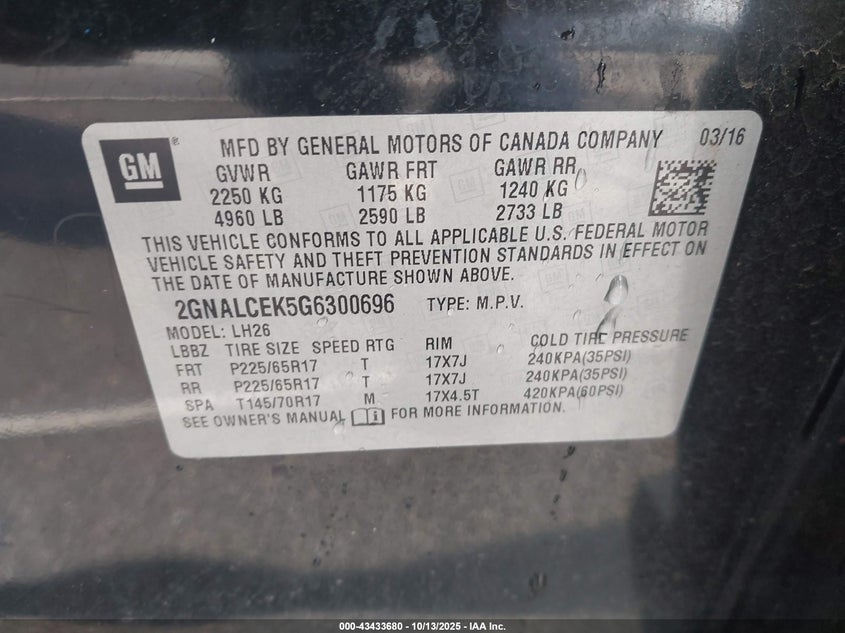 GM ®
MFD BY GENERAL MOTORS OF CANADA COMPANY 03/16
GVWR GAWR FRT GAWR RR
2250 KG 1175 KG 1240 KG
4960 LB 2590 LB 2733 LB
THIS VEHICLE CONFORMS TO ALL APPLICABLE U.S. FEDERAL MOTOR
VEHICLE SAFETY AND THEFT PREVENTION STANDARDS IN EFFECT ON
THE DATE OF MANUFACTURE SHOWN ABOVE.
2GNALCEK5G6300696 TYPE: M.P.V.
MODEL: LH26
LBBZ TIRE SIZE SPEED RTG RIM COLD TIRE PRESSURE
FRT P225/65R17 T 17X7J 240KPA(35PSI)
RR P225/65R17 T 17X7J 240KPA(35PSI)
SPA T145/70R17 M 17X4.5T 420KPA(60PSI)
SEE OWNER'S MANUAL FOR MORE INFORMATION.
000-43433680 - 10/13/2025 - IAA Inc.